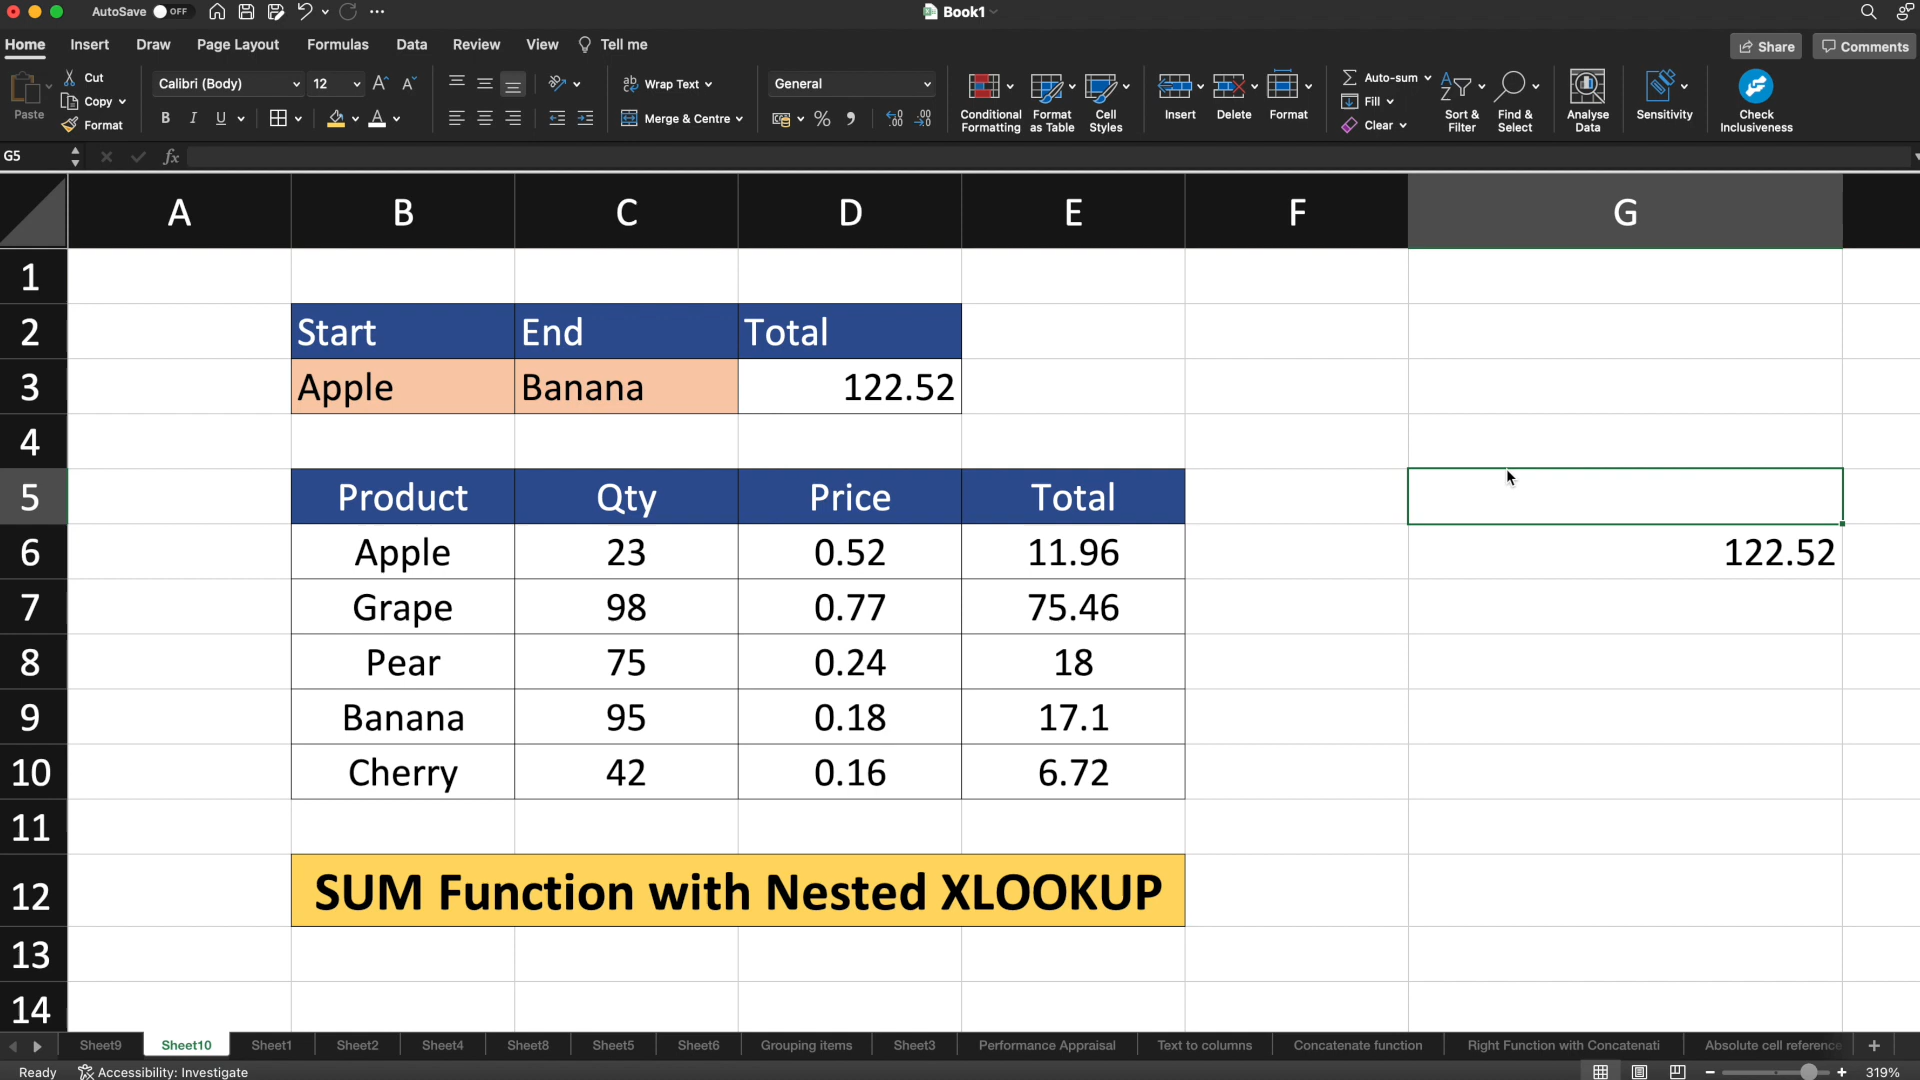 AutoSave OFF
Book1
Home Insert Draw Page Layout Formulas Data Review View Tell me
Share Comments
Paste
Cut
Copy
Format
Calibri (Body) 12
B I U
Wrap Text
Merge & Centre
General
Conditional Formatting
Format as Table
Cell Styles
Insert
Delete
Format
Auto-sum
Fill
Clear
Sort & Filter
Find & Select
Analyse Data
Sensitivity
Check Inclusiveness
G5 fx
A B C D E F G
1
2 Start End Total
3 Apple Banana 122.52
4
5 Product Qty Price Total
6 Apple 23 0.52 11.96 122.52
7 Grape 98 0.77 75.46
8 Pear 75 0.24 18
9 Banana 95 0.18 17.1
10 Cherry 42 0.16 6.72
11
12 SUM Function with Nested XLOOKUP
13
14
Sheet9 Sheet10 Sheet1 Sheet2 Sheet4 Sheet8 Sheet5 Sheet6 Grouping items Sheet3 Performance Appraisal Text to columns Concatenate function Right Function with Concatenati Absolute cell reference
Ready Accessibility: Investigate 319%